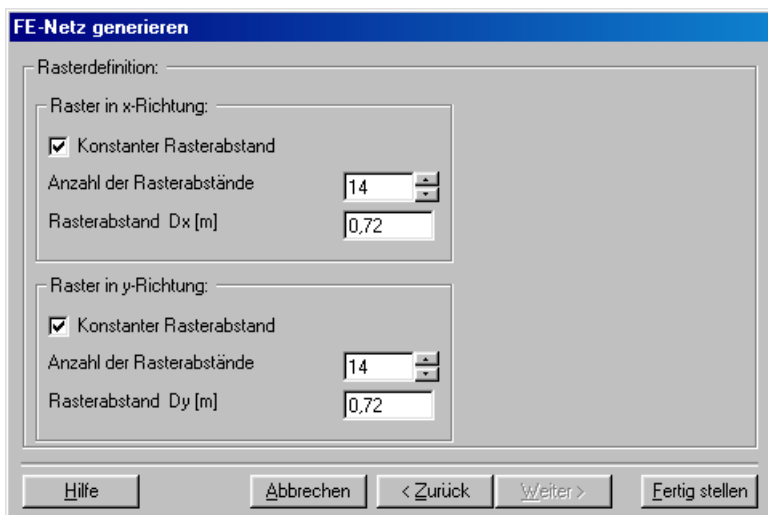 FE-Netz generieren
Rasterdefinition:
Raster in x-Richtung:
Konstanter Rasterabstand
Anzahl der Rasterabstände 14
Rasterabstand Dx [m] 0,72
Raster in y-Richtung:
Konstanter Rasterabstand
Anzahl der Rasterabstände 14
Rasterabstand Dy [m] 0,72
Hilfe Abbrechen < Zurück Weiter > Fertig stellen